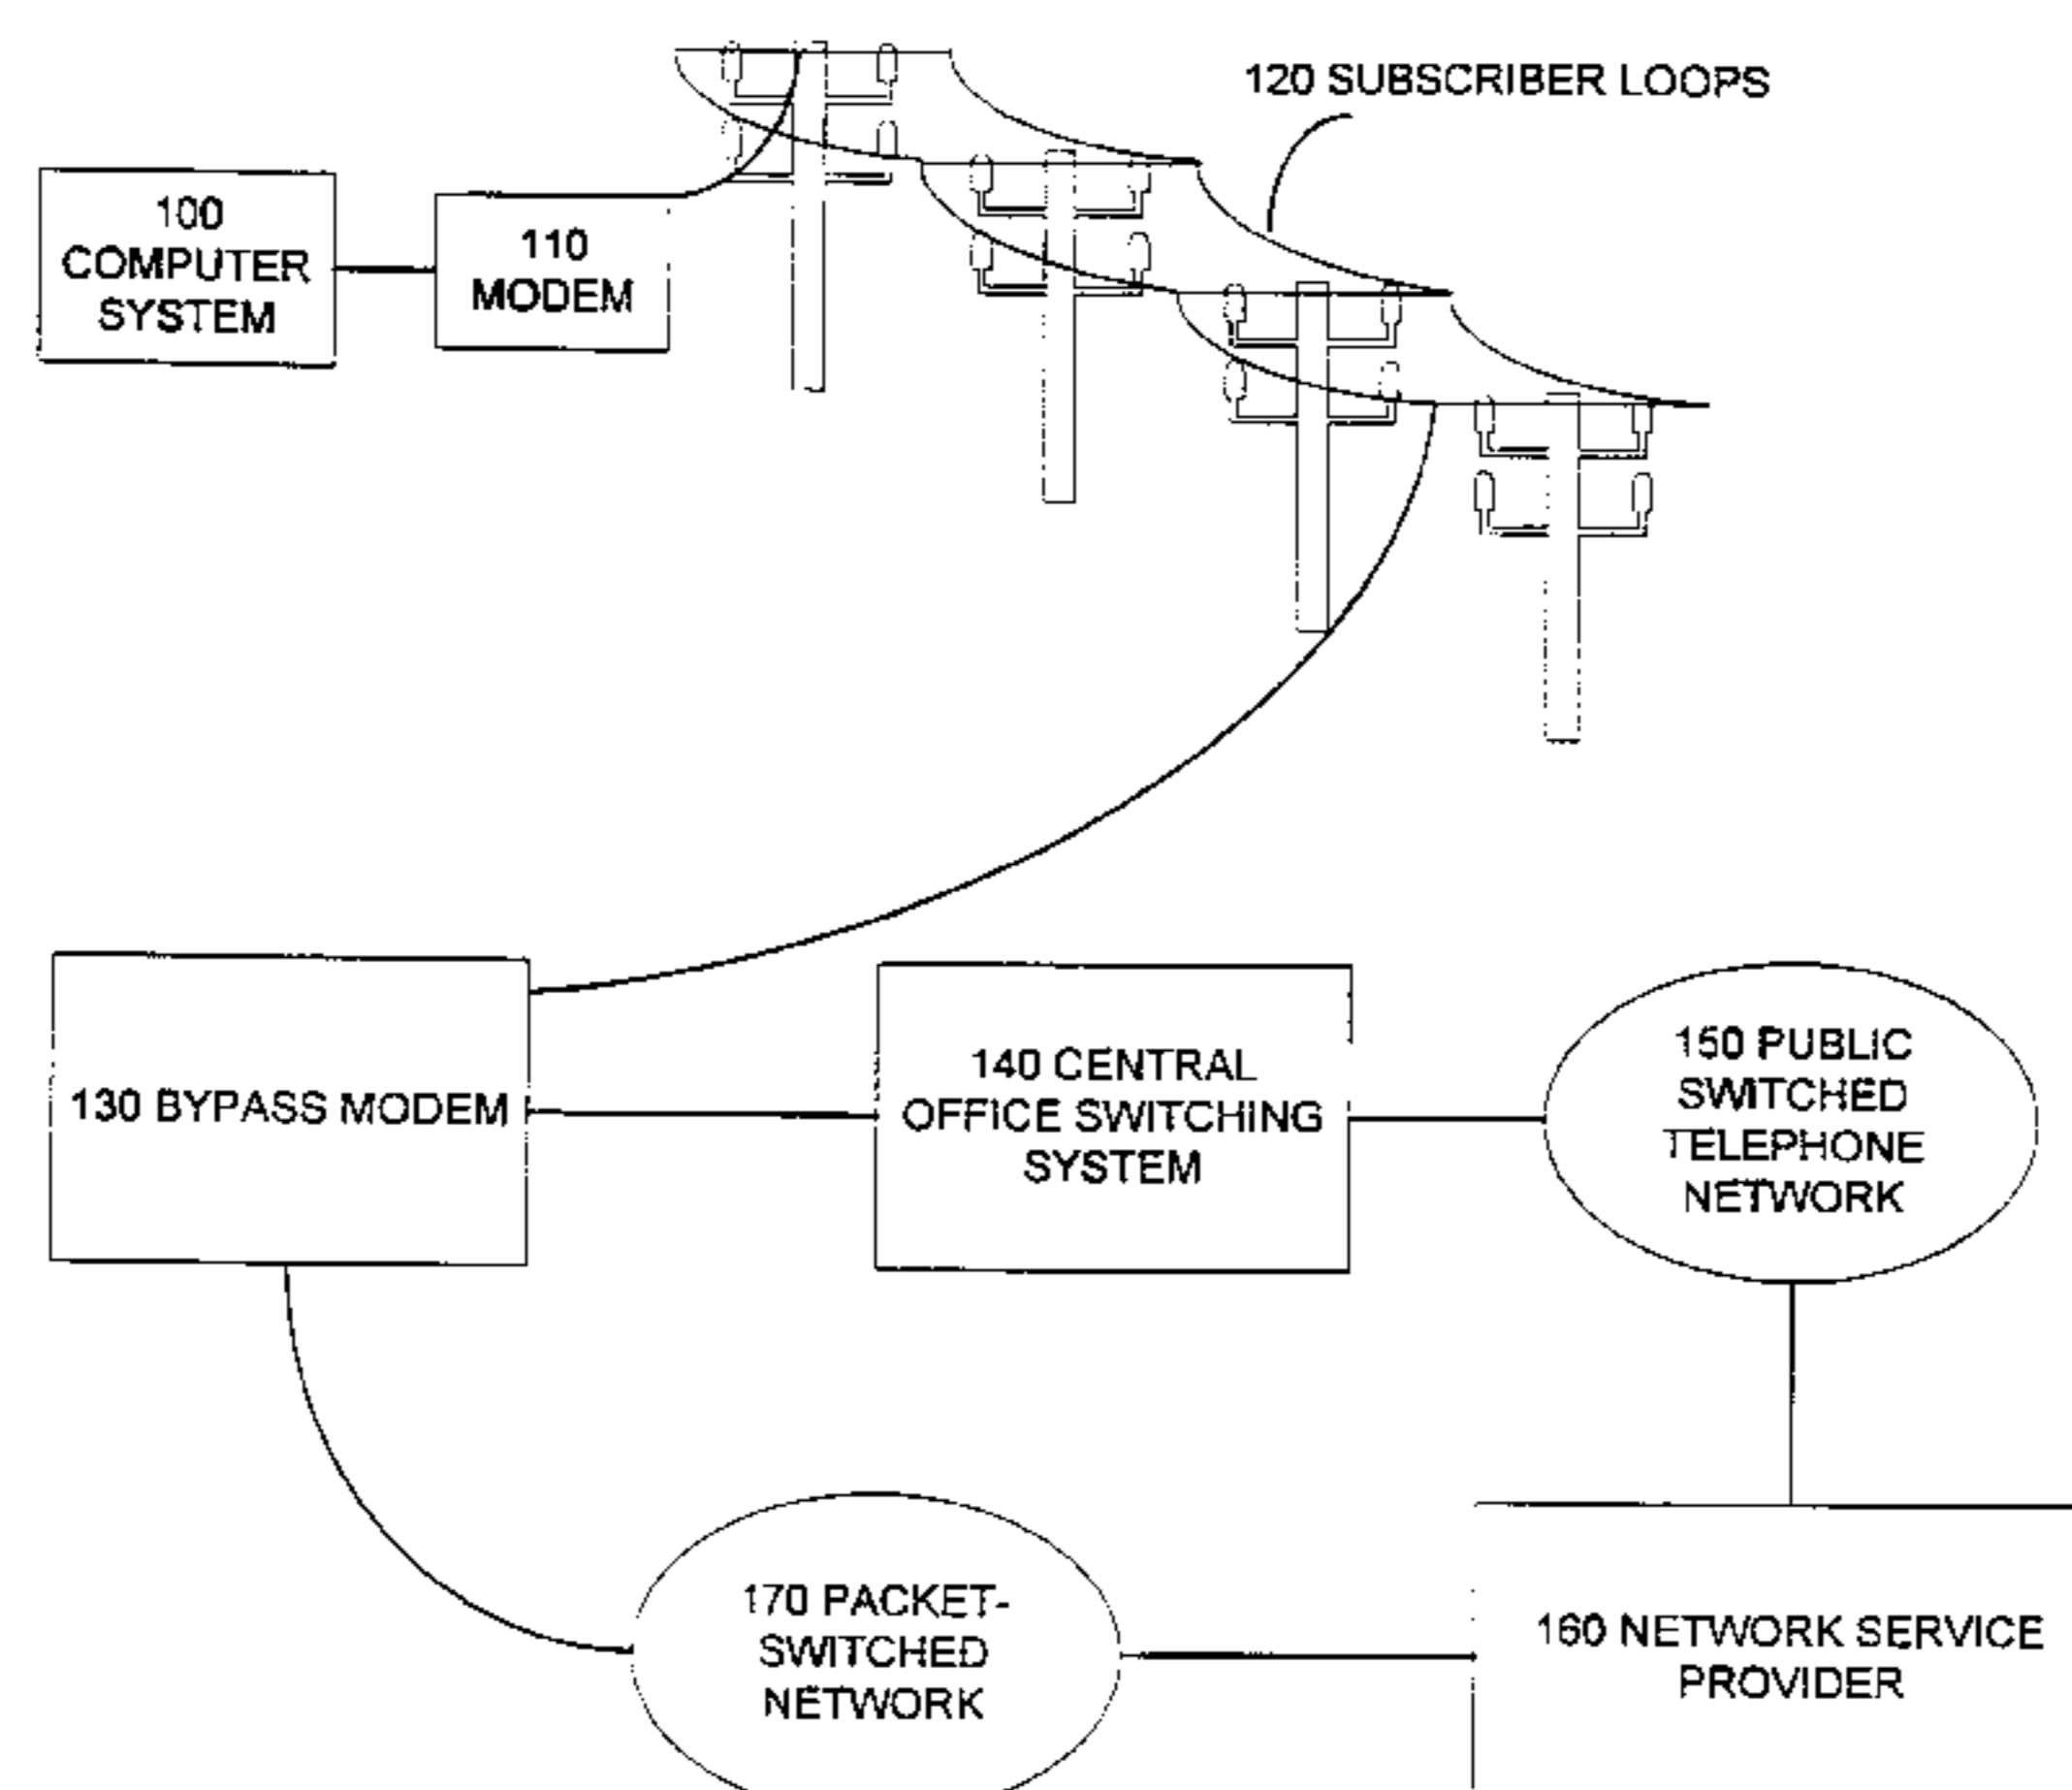 120 SUBSCRIBER LOOPS
100
COMPUTER
SYSTEM
110
MODEM
130 BYPASS MODEM
140 CENTRAL
OFFICE SWITCHING
SYSTEM
150 PUBLIC
SWITCHED
TELEPHONE
NETWORK
170 PACKET-
SWITCHED
NETWORK
160 NETWORK SERVICE
PROVIDER